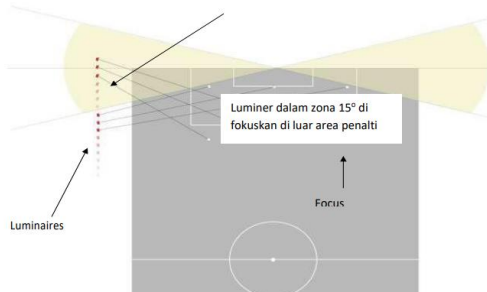 Luminer dalam zona 15° di
fokuskan di luar area penalti
Focus
Luminaires